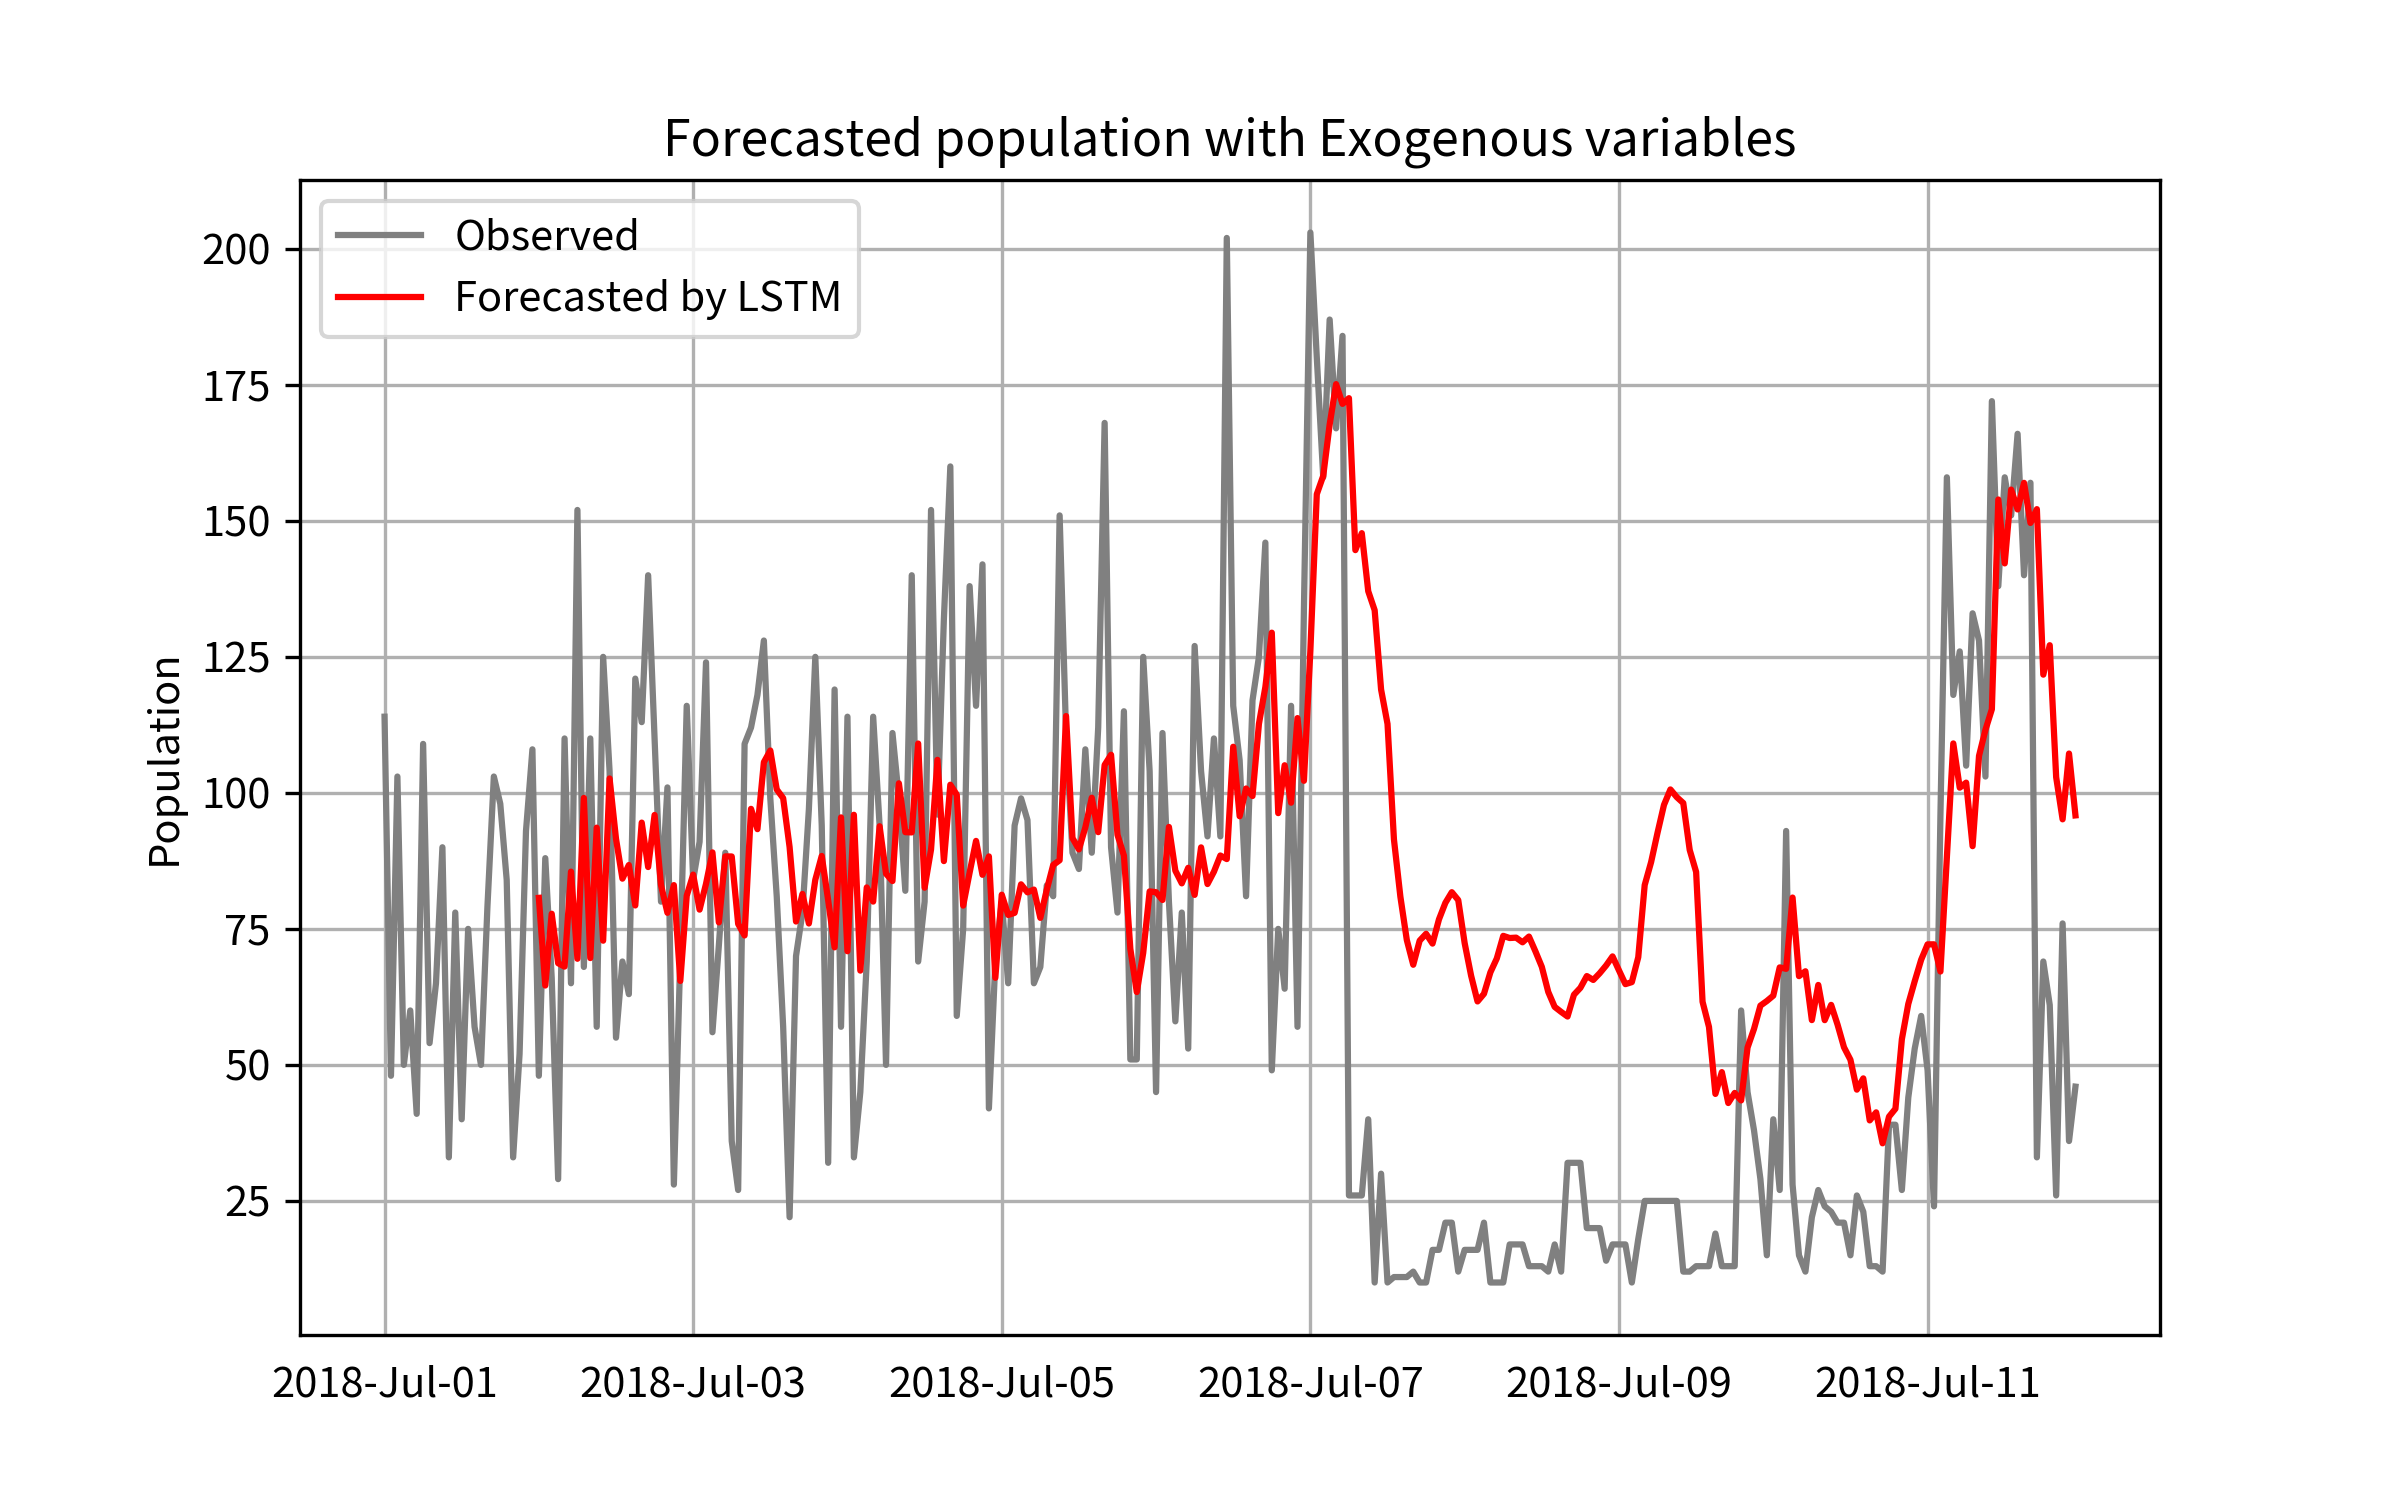 Forecasted population with Exogenous variables
Observed
Forecasted by LSTM
Population
200
175
150
125
100
75
50
25
2018-Jul-01
2018-Jul-03
2018-Jul-05
2018-Jul-07
2018-Jul-09
2018-Jul-11